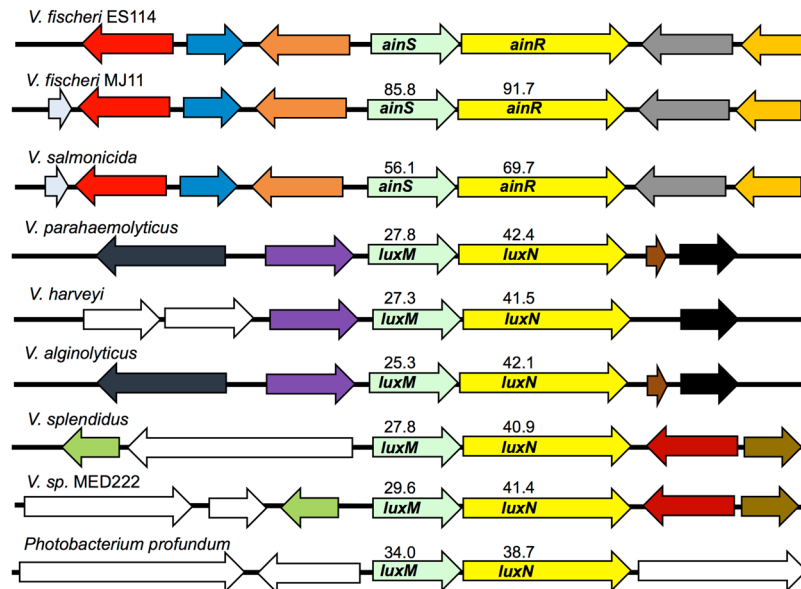 V. fischeri ES114
ainS ainR
V. fischeri MJ11
85.8 91.7
ainS ainR
V. salmonicida
56.1 69.7
ainS ainR
V. parahaemolyticus
27.8 42.4
luxM luxN
V. harveyi
27.3 41.5
luxM luxN
V. alginolyticus
25.3 42.1
luxM luxN
V. splendidus
27.8 40.9
luxM luxN
V. sp. MED222
29.6 41.4
luxM luxN
Photobacterium profundum
34.0 38.7
luxM luxN